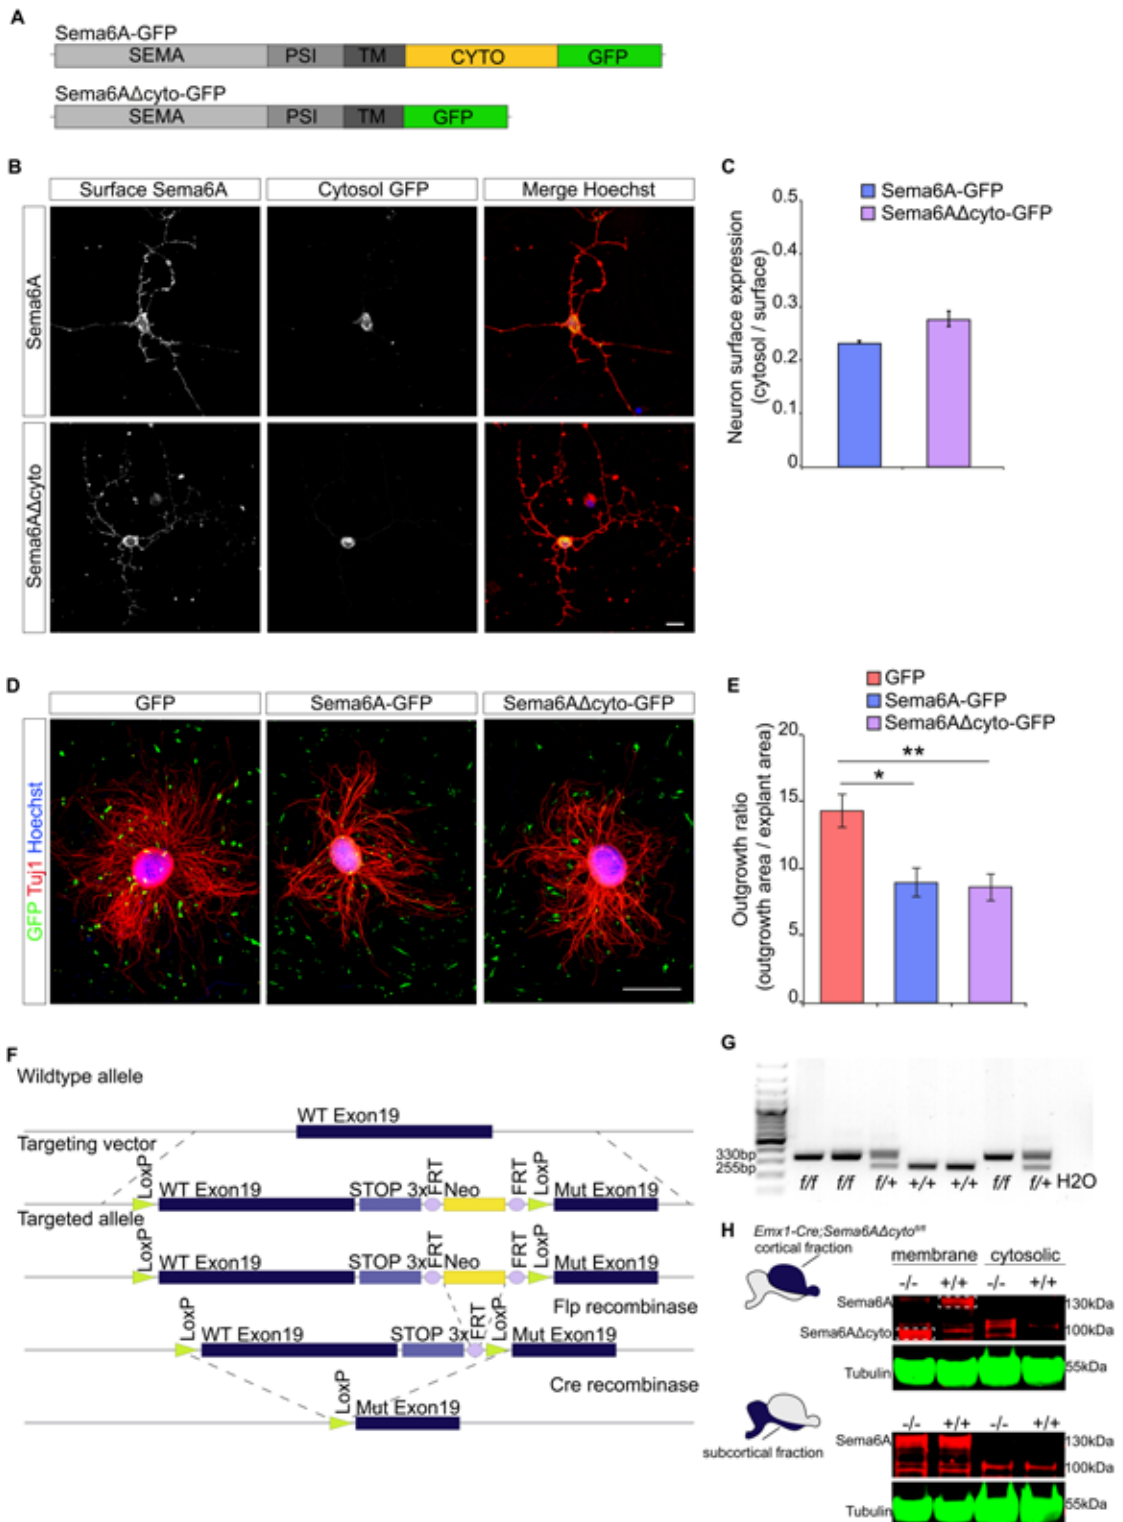 A
Sema6A-GFP
SEMA PSI TM CYTO GFP
Sema6AΔcyto-GFP
SEMA PSI TM GFP
B
Surface Sema6A Cytosol GFP Merge Hoechst
Sema6A
Sema6AΔcyto
C
Sema6A-GFP
Sema6AΔcyto-GFP
Neuron surface expression
(cytosol / surface)
0.5
0.4
0.3
0.2
0.1
0
D
GFP Sema6A-GFP Sema6AΔcyto-GFP
GFP Tuj1 Hoechst
E
GFP
Sema6A-GFP
Sema6AΔcyto-GFP
Outgrowth ratio
(outgrowth area / explant area)
20
15
10
5
0
**
*
F
Wildtype allele
WT Exon19
Targeting vector
LoxP WT Exon19 STOP 3x FRT Neo FRT LoxP Mut Exon19
Targeted allele
LoxP WT Exon19 STOP 3x FRT Neo FRT LoxP Mut Exon19
Flp recombinase
LoxP WT Exon19 STOP 3x FRT LoxP Mut Exon19
Cre recombinase
LoxP Mut Exon19
G
330bp
255bp
f/f f/f f/+ +/+ +/+ f/f f/+ H2O
H
Emx1-Cre;Sema6AΔcyto fl/fl
cortical fraction
membrane cytosolic
-/- +/+ -/- +/+
Sema6A 130kDa
Sema6AΔcyto 100kDa
Tubulin 55kDa
subcortical fraction
-/- +/+ -/- +/+
Sema6A 130kDa
100kDa
Tubulin 55kDa